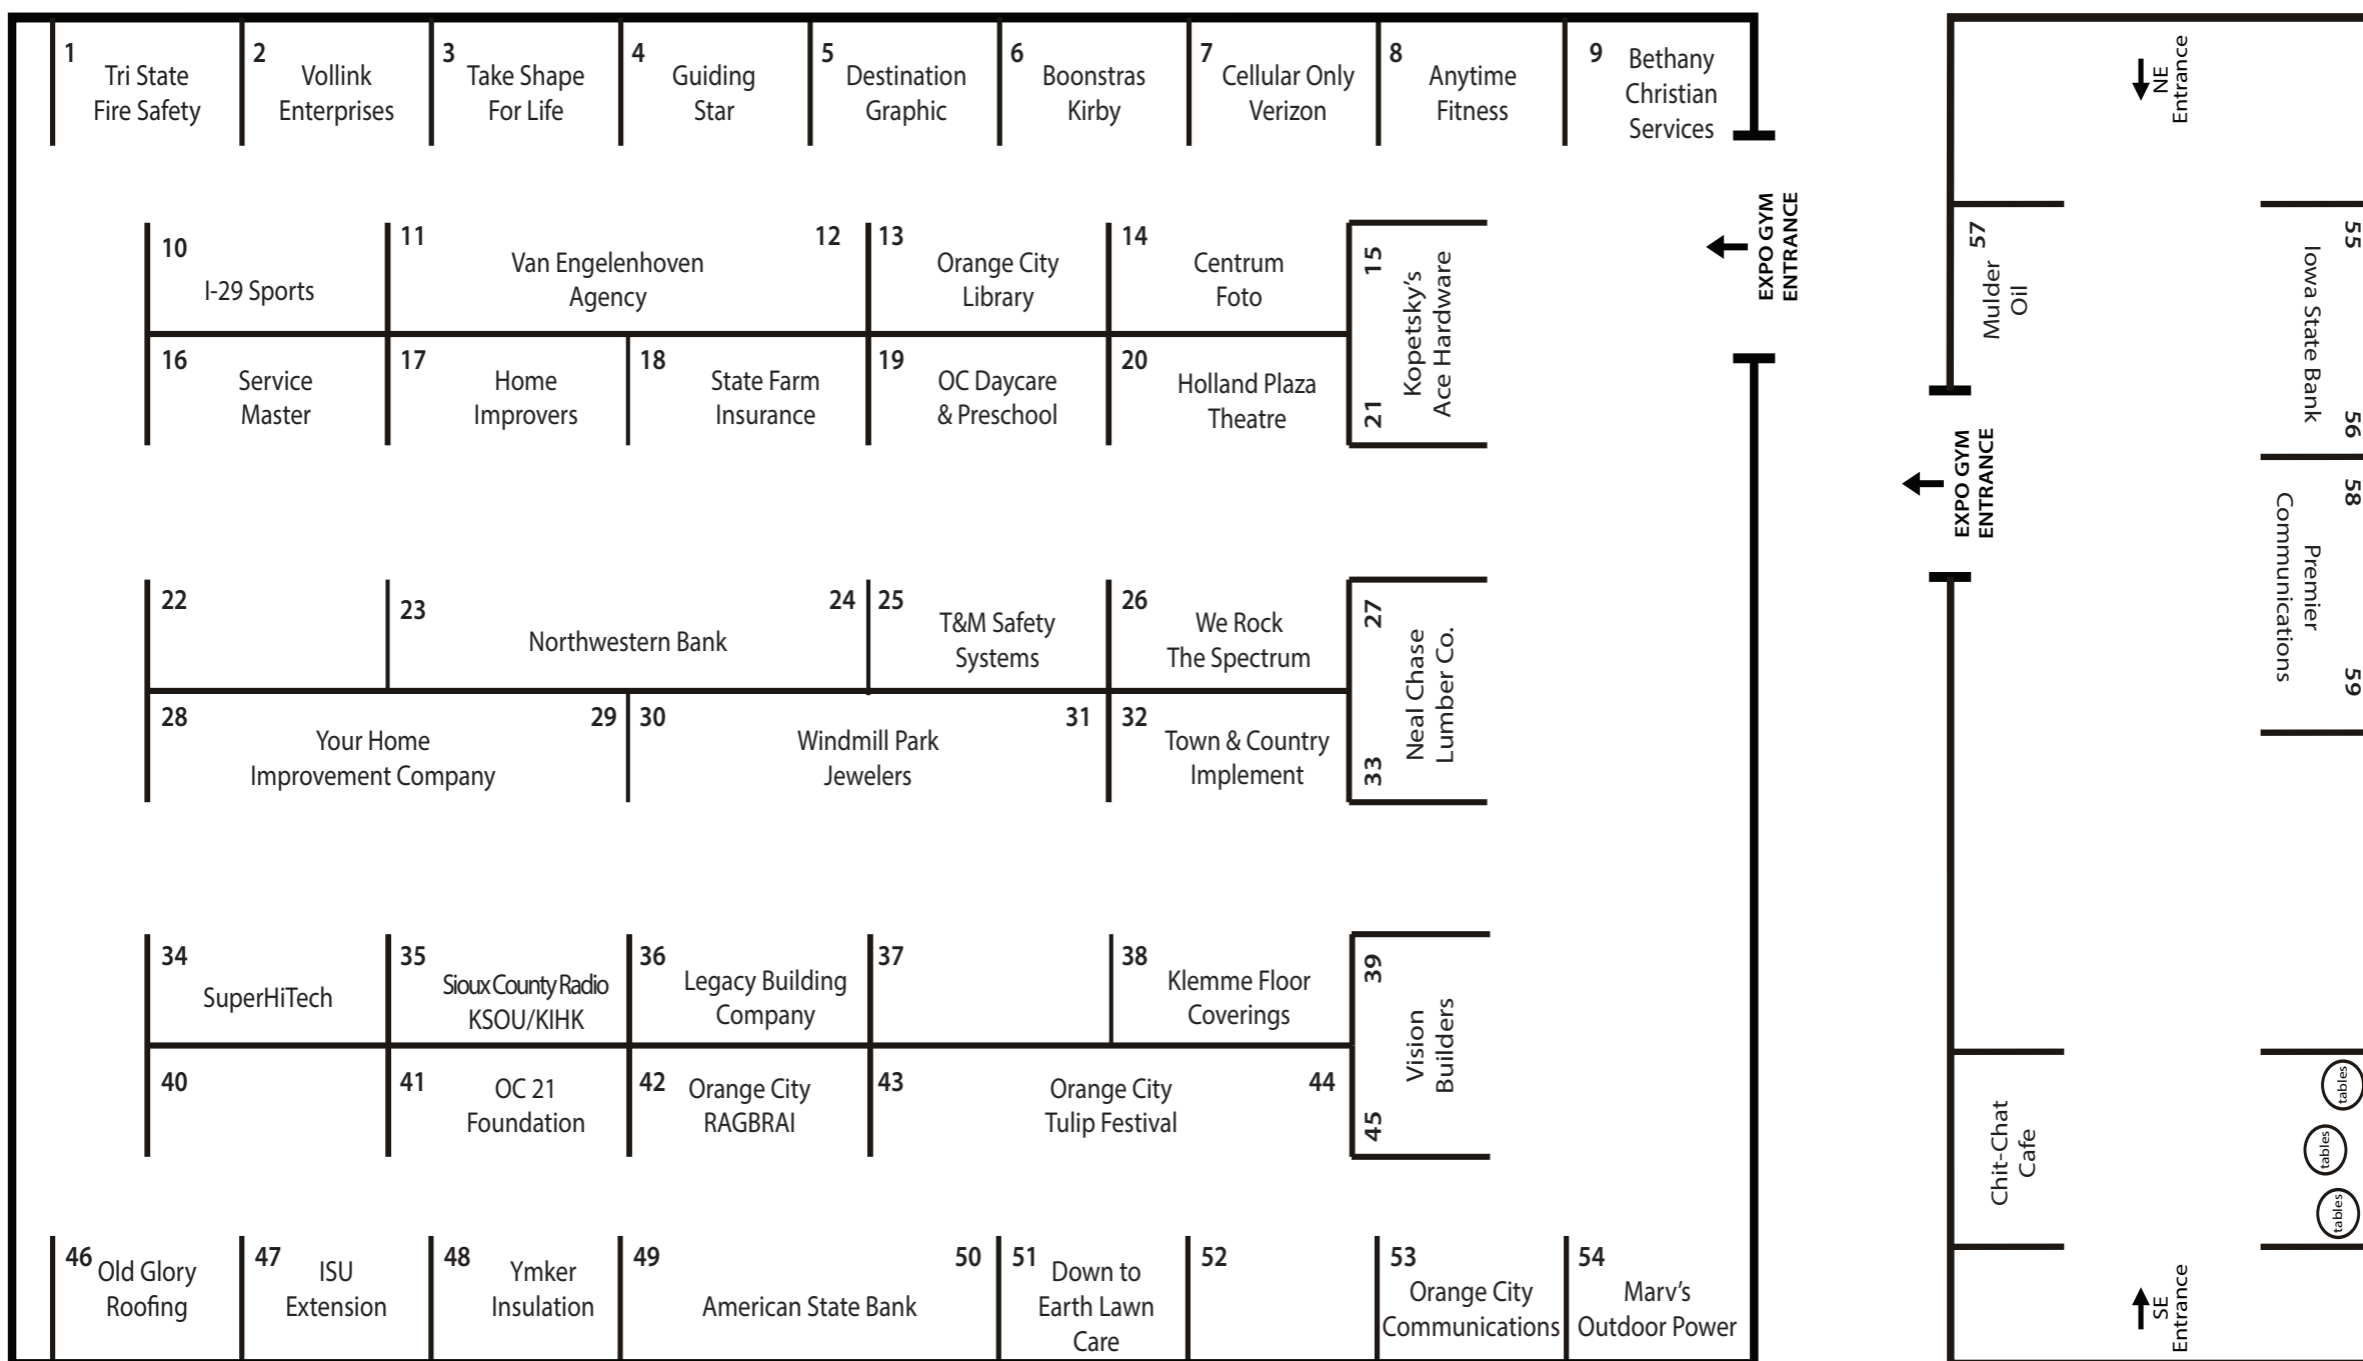 1
Tri State
Fire Safety
2
Vollink
Enterprises
3
Take Shape
For Life
4
Guiding
Star
5
Destination
Graphic
6
Boonstras
Kirby
7
Cellular Only
Verizon
8
Anytime
Fitness
9
Bethany
Christian
Services
10
I-29 Sports
11
Van Engelenhoven
Agency
12
13
Orange City
Library
14
Centrum
Foto
15
Kopetsky's
Ace Hardware
21
16
Service
Master
17
Home
Improvers
18
State Farm
Insurance
19
OC Daycare
& Preschool
20
Holland Plaza
Theatre
EXPO GYM
ENTRANCE
22
23
Northwestern Bank
24
25
T&M Safety
Systems
26
We Rock
The Spectrum
27
Neal Chase
Lumber Co.
33
28
Your Home
Improvement Company
29
30
Windmill Park
Jewelers
31
32
Town & Country
Implement
34
SuperHiTech
35
Sioux County Radio
KSOU/KIHK
36
Legacy Building
Company
37
38
Klemme Floor
Coverings
39
Vision
Builders
45
40
41
OC 21
Foundation
42
Orange City
RAGBRAI
43
Orange City
Tulip Festival
44
46
Old Glory
Roofing
47
ISU
Extension
48
Ymker
Insulation
49
American State Bank
50
51
Down to
Earth Lawn
Care
52
53
Orange City
Communications
54
Marv's
Outdoor Power
NE
Entrance
57
Mulder
Oil
55
Iowa State Bank
56
EXPO GYM
ENTRANCE
58
Premier
Communications
59
Chit-Chat
Cafe
tables
tables
tables
SE
Entrance